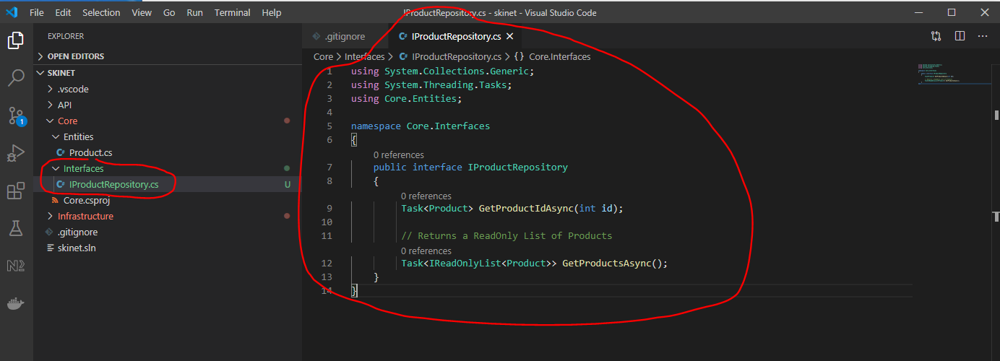 File Edit Selection View Go Run Terminal Help
IProductRepository.cs - skinet - Visual Studio Code
EXPLORER
OPEN EDITORS
SKINET
.vscode
API
Core
Entities
C# Product.cs
Interfaces
C# IProductRepository.cs U
Core.csproj
Infrastructure
.gitignore
skinet.sln
1
.gitignore
C# IProductRepository.cs
Core > Interfaces > C# IProductRepository.cs > {} Core.Interfaces
1 using System.Collections.Generic;
2 using System.Threading.Tasks;
3 using Core.Entities;
4
5 namespace Core.Interfaces
6 {
0 references
7 public interface IProductRepository
8 {
0 references
9 Task<Product> GetProductIdAsync(int id);
10
11 // Returns a ReadOnly List of Products
0 references
12 Task<IReadOnlyList<Product>> GetProductsAsync();
13 }
14 }